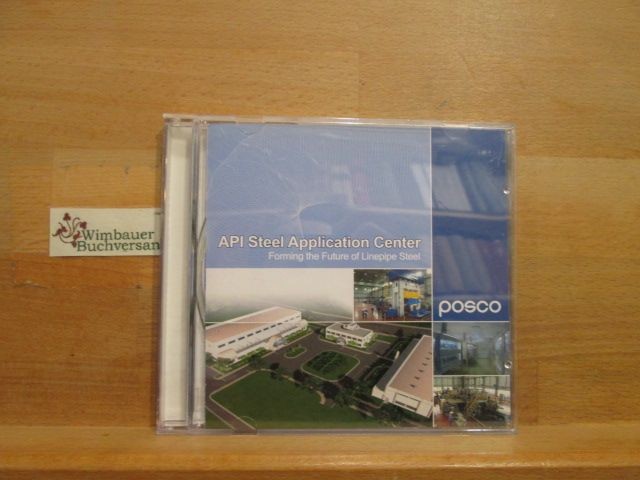 Wimbauer
Buchversan
API Steel Application Center
Forming the Future of Linepipe Steel
posco